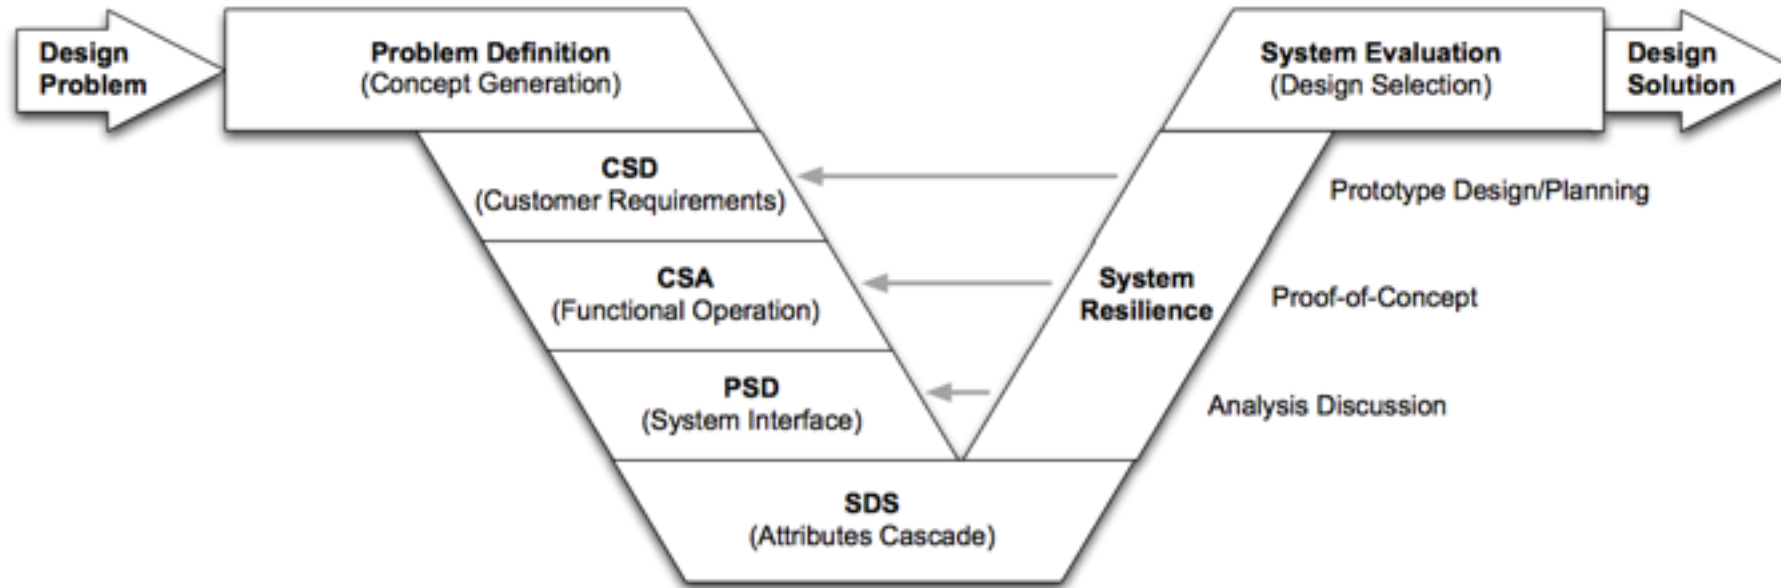 Design
Problem
Problem Definition
(Concept Generation)
System Evaluation
(Design Selection)
Design
Solution
CSD
(Customer Requirements)
Prototype Design/Planning
CSA
(Functional Operation)
System
Resilience
Proof-of-Concept
PSD
(System Interface)
Analysis Discussion
SDS
(Attributes Cascade)